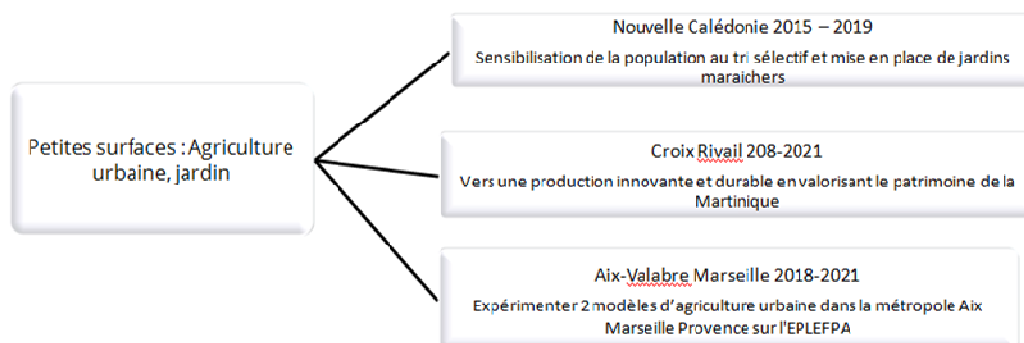 Petites surfaces : Agriculture
urbaine, jardin
Nouvelle Calédonie 2015 – 2019
Sensibilisation de la population au tri sélectif et mise en place de jardins
maraichers
Croix Rivail 208-2021
Vers une production innovante et durable en valorisant le patrimoine de la
Martinique
Aix-Valabre Marseille 2018-2021
Expérimenter 2 modèles d'agriculture urbaine dans la métropole Aix
Marseille Provence sur l'EPLEFPA